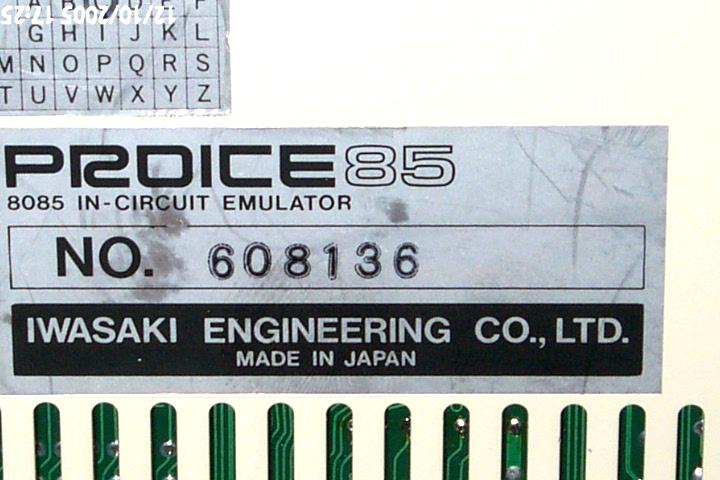 12/10/2005 17:25
A B C D E F
G H I J K L
M N O P Q R S
T U V W X Y Z
PROICE85
8085 IN-CIRCUIT EMULATOR
NO. 608136
IWASAKI ENGINEERING CO., LTD.
MADE IN JAPAN